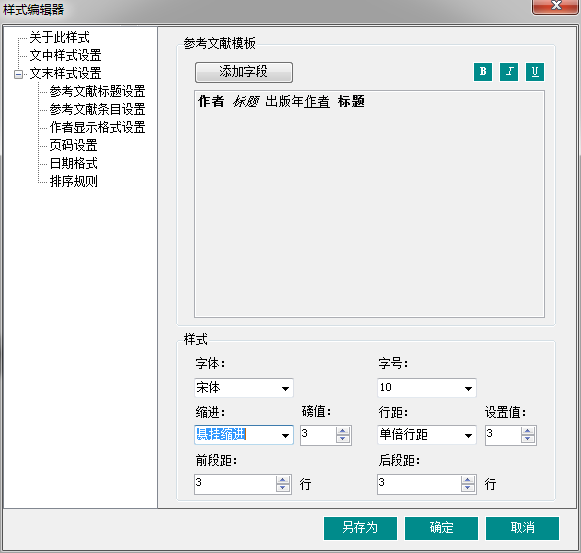 样式编辑器
关于此样式
文中样式设置
文末样式设置
参考文献标题设置
参考文献条目设置
作者显示格式设置
页码设置
日期格式
排序规则
参考文献模板
添加字段
B I U
作者 标题 出版年作者 标题
样式
字体： 字号：
宋体 10
缩进： 磅值： 行距： 设置值：
悬挂缩进 3 单倍行距 3
前段距： 后段距：
3 行 3 行
另存为 确定 取消